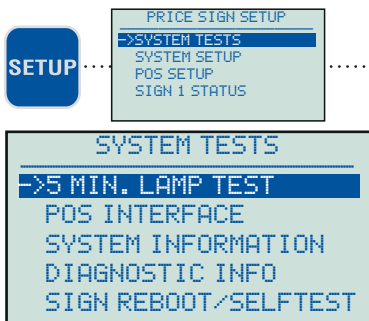 SETUP
PRICE SIGN SETUP
->SYSTEM TESTS
SYSTEM SETUP
POS SETUP
SIGN 1 STATUS
SYSTEM TESTS
->5 MIN. LAMP TEST
POS INTERFACE
SYSTEM INFORMATION
DIAGNOSTIC INFO
SIGN REBOOT/SELFTEST